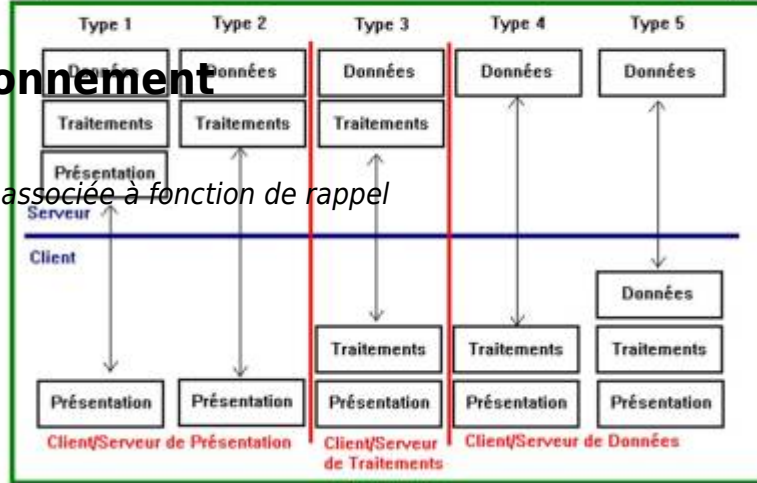 Type 1 Type 2 Type 3 Type 4 Type 5
Données Données Données Données Données
onnement
Traitements Traitements Traitements
Présentation
associée à fonction de rappel
Serveur
Client
Données
Traitements Traitements Traitements
Présentation Présentation Présentation Présentation Présentation
Client/Serveur de Présentation Client/Serveur Client/Serveur de Données
de Traitements